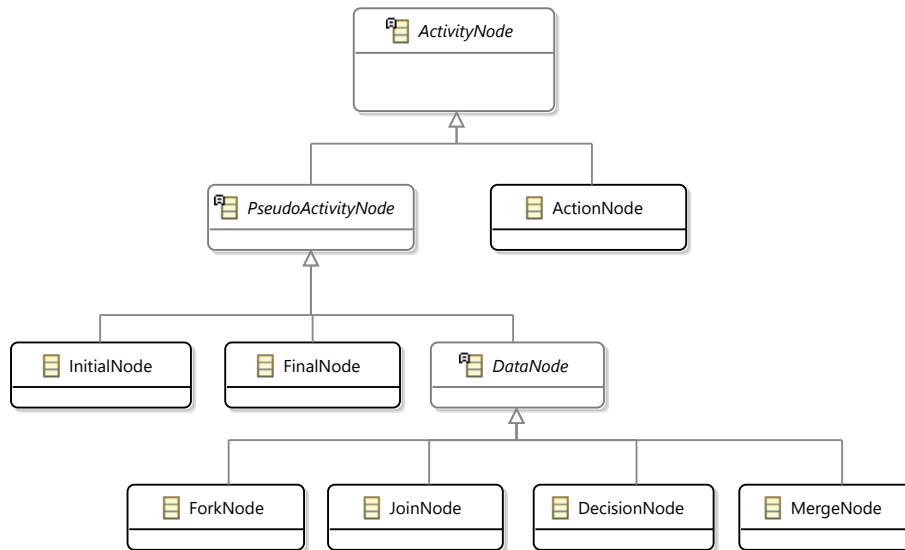 ActivityNode
PseudoActivityNode
ActionNode
InitialNode
FinalNode
DataNode
ForkNode
JoinNode
DecisionNode
MergeNode